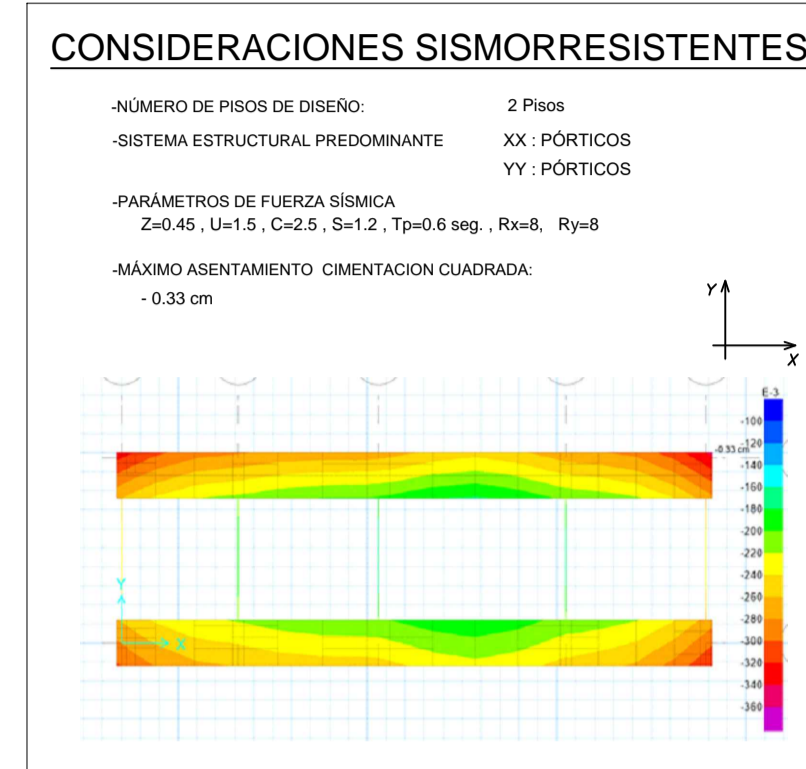 CONSIDERACIONES SISMORRESISTENTES
-NÚMERO DE PISOS DE DISEÑO: 2 Pisos
-SISTEMA ESTRUCTURAL PREDOMINANTE XX : PÓRTICOS
YY : PÓRTICOS
-PARÁMETROS DE FUERZA SÍSMICA
Z=0.45 , U=1.5 , C=2.5 , S=1.2 , Tp=0.6 seg. , Rx=8, Ry=8
-MÁXIMO ASENTAMIENTO CIMENTACION CUADRADA:
- 0.33 cm
Y
X
E-3
-100
-120
-0.33 cm
-140
-160
-180
-200
-220
-240
-260
-280
-300
-320
-340
-360
Y
X